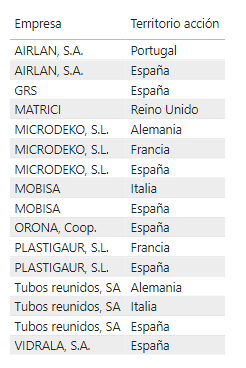 Empresa Territorio acción
AIRLAN, S.A. Portugal
AIRLAN, S.A. España
GRS España
MATRICI Reino Unido
MICRODEKO, S.L. Alemania
MICRODEKO, S.L. Francia
MICRODEKO, S.L. España
MOBISA Italia
MOBISA España
ORONA, Coop. España
PLASTIGAUR, S.L. Francia
PLASTIGAUR, S.L. España
Tubos reunidos, SA Alemania
Tubos reunidos, SA Italia
Tubos reunidos, SA España
VIDRALA, S.A. España